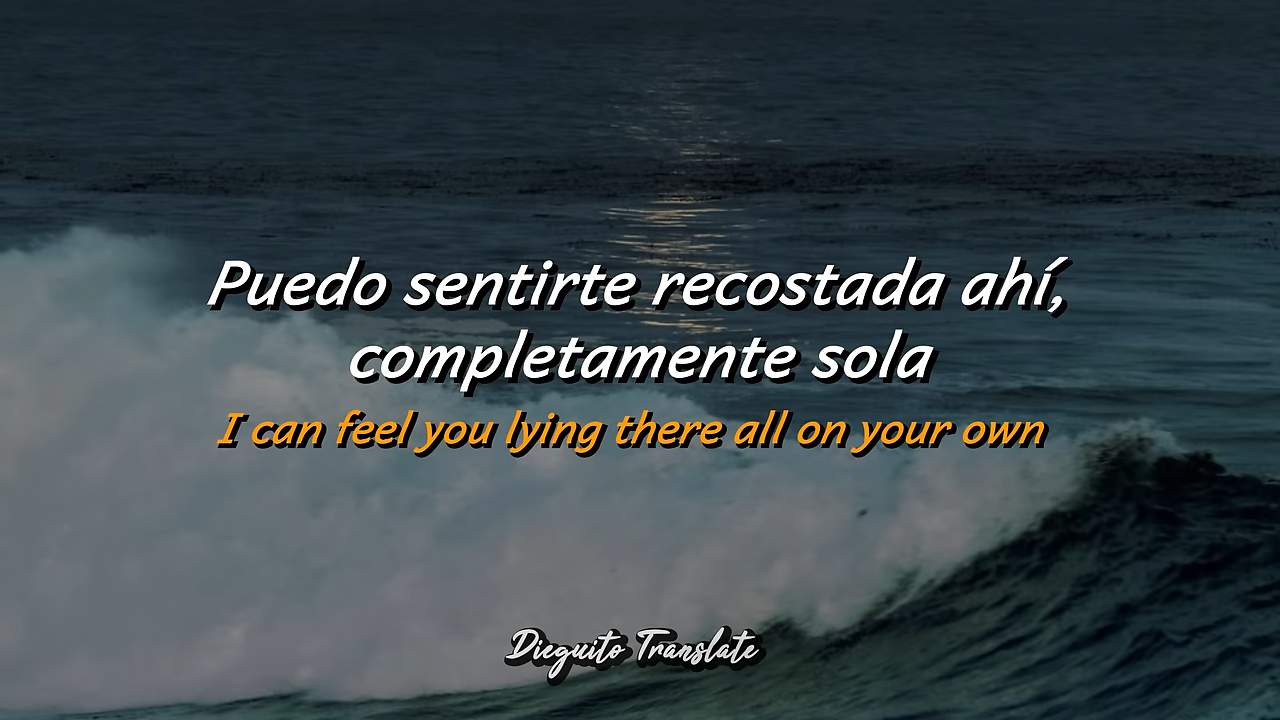 Puedo sentirte recostada ahí,
completamente sola
I can feel you lying there all on your own
Dieguito Translate